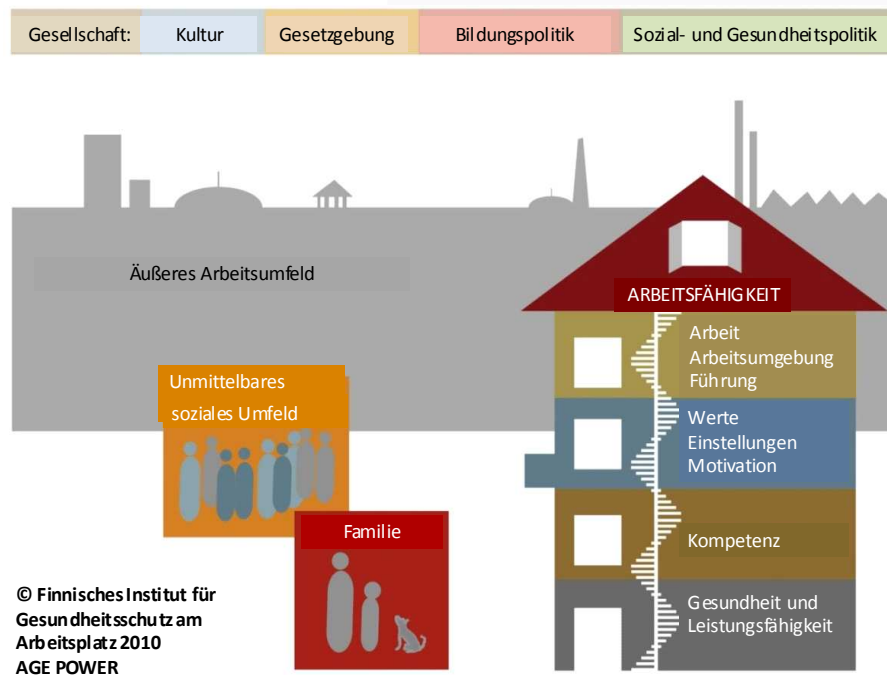 Gesellschaft: Kultur Gesetzgebung Bildungspolitik Sozial- und Gesundheitspolitik
Äußeres Arbeitsumfeld
ARBEITSFÄHIGKEIT
Arbeit
Arbeitsumgebung
Führung
Unmittelbares
soziales Umfeld
Werte
Einstellungen
Motivation
Familie
Kompetenz
Gesundheit und
Leistungsfähigkeit
© Finnisches Institut für
Gesundheitsschutz am
Arbeitsplatz 2010
AGE POWER